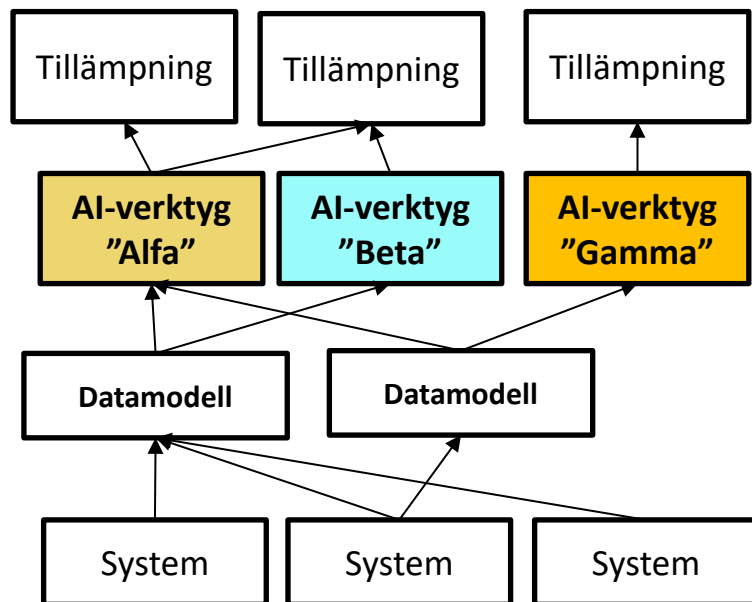 Tillämpning
Tillämpning
Tillämpning
AI-verktyg
”Alfa”
AI-verktyg
”Beta”
AI-verktyg
”Gamma”
Datamodell
Datamodell
System
System
System